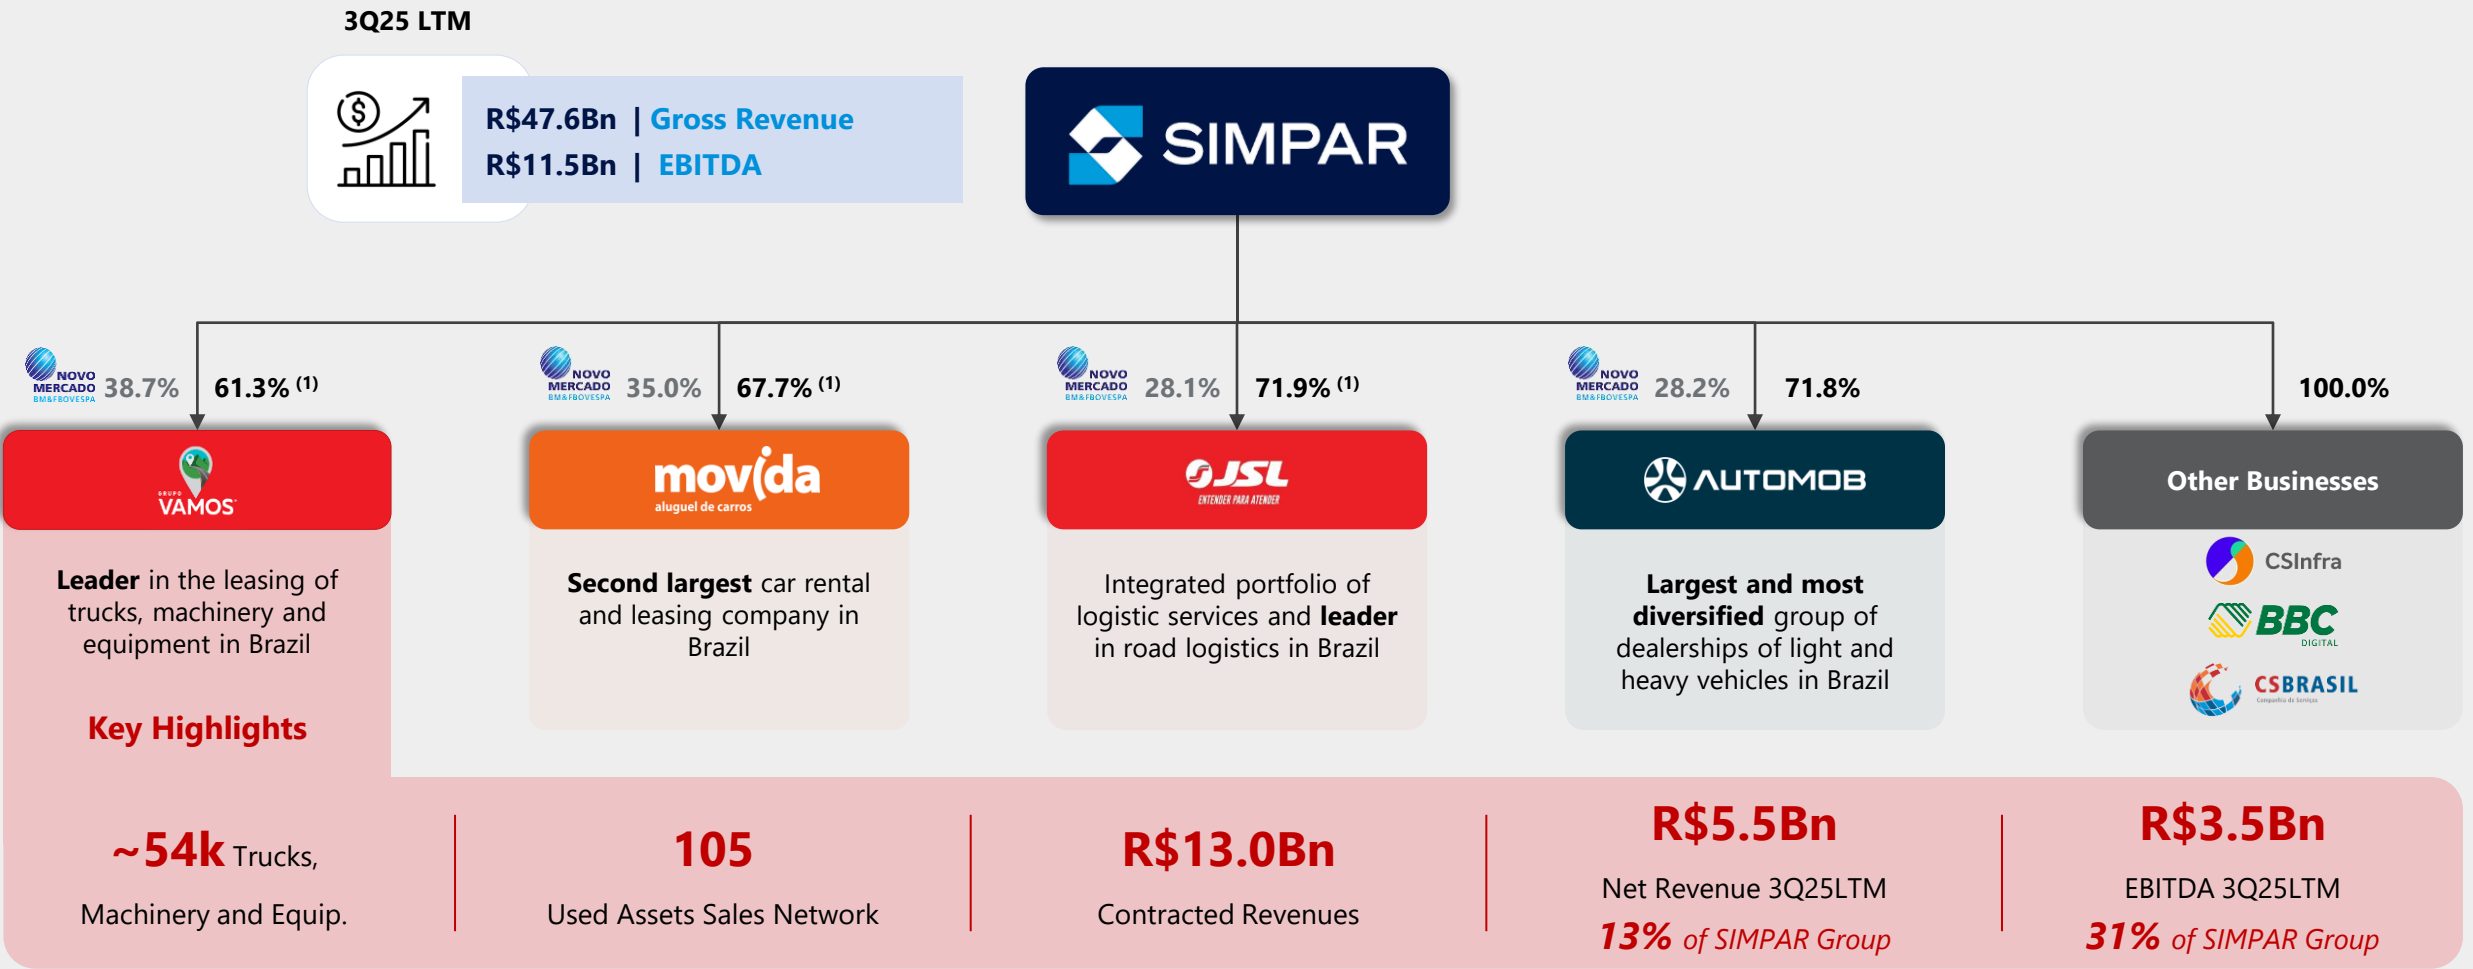 3Q25 LTM
R$47.6Bn | Gross Revenue
R$11.5Bn | EBITDA
SIMPAR
NOVO
MERCADO
BM&FBOVESPA
38.7%
61.3% (1)
NOVO
MERCADO
BM&FBOVESPA
35.0%
67.7% (1)
NOVO
MERCADO
BM&FBOVESPA
28.1%
71.9% (1)
NOVO
MERCADO
BM&FBOVESPA
28.2%
71.8%
100.0%
GRUPO
VAMOS
Leader in the leasing of
trucks, machinery and
equipment in Brazil
movida
aluguel de carros
Second largest car rental
and leasing company in
Brazil
JSL
ENTENDER PARA ATENDER
Integrated portfolio of
logistic services and leader
in road logistics in Brazil
AUTOMOB
Largest and most
diversified group of
dealerships of light and
heavy vehicles in Brazil
Other Businesses
CSInfra
BBC
DIGITAL
CSBRASIL
Companhia de Serviços
Key Highlights
~54k Trucks,
Machinery and Equip.
105
Used Assets Sales Network
R$13.0Bn
Contracted Revenues
R$5.5Bn
Net Revenue 3Q25LTM
13% of SIMPAR Group
R$3.5Bn
EBITDA 3Q25LTM
31% of SIMPAR Group